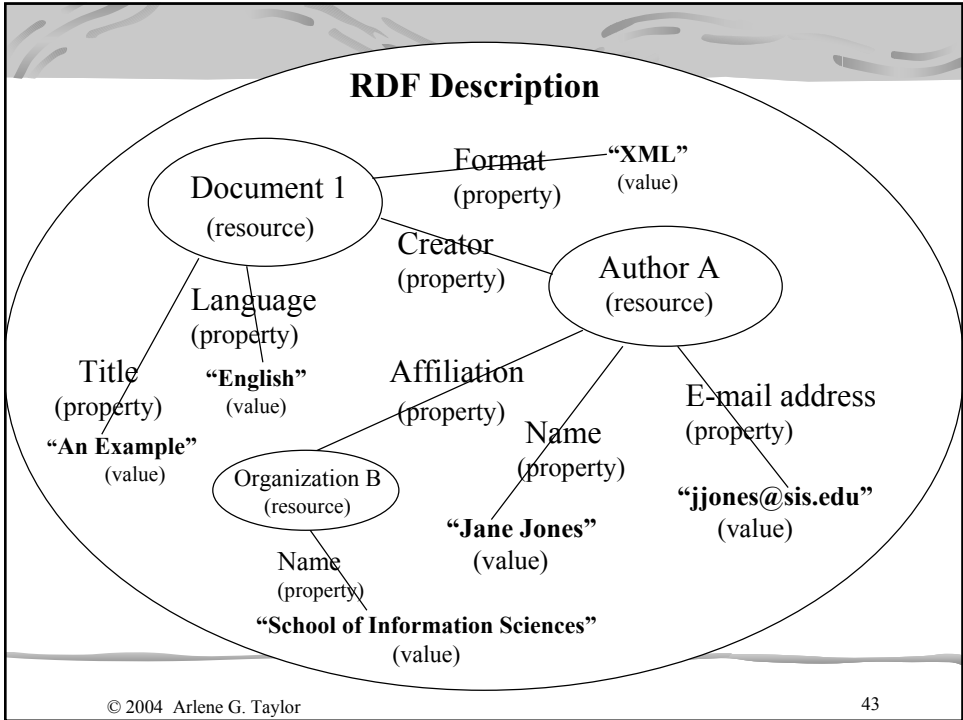 RDF Description
Format
(property)
“XML”
(value)
Document 1
(resource)
Creator
(property)
Author A
(resource)
Language
(property)
Title
(property)
“English”
(value)
“An Example”
(value)
Affiliation
(property)
E-mail address
(property)
Name
(property)
Organization B
(resource)
“jjones@sis.edu”
(value)
“Jane Jones”
(value)
Name
(property)
“School of Information Sciences”
(value)
© 2004 Arlene G. Taylor
43